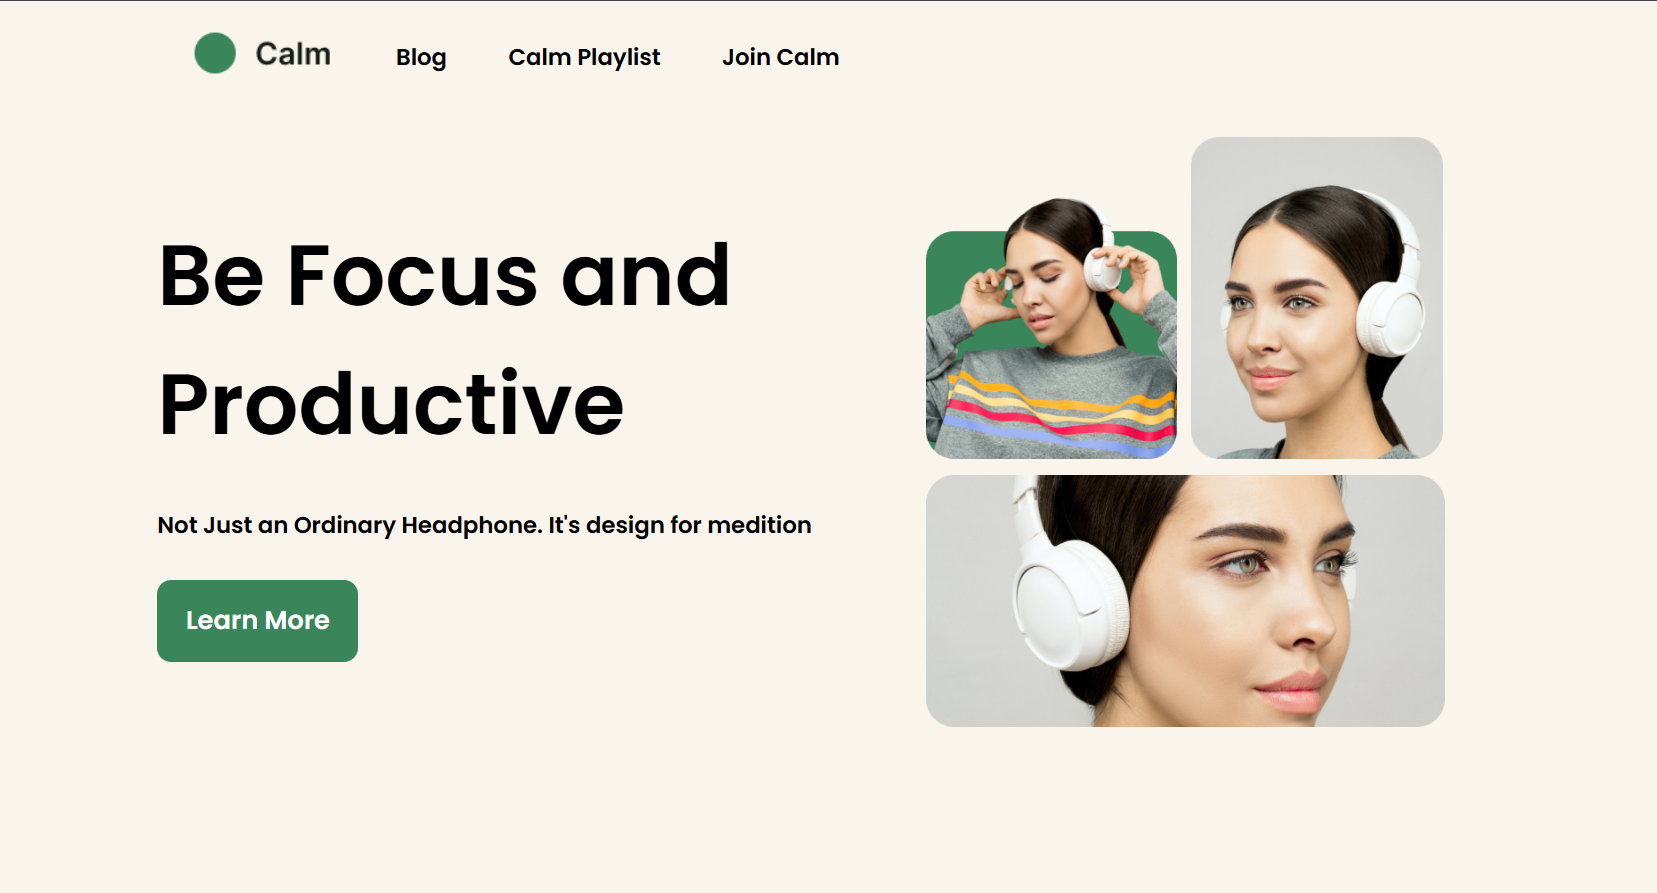 Calm Blog Calm Playlist Join Calm
Be Focus and
Productive
Not Just an Ordinary Headphone. It's design for medition
Learn More